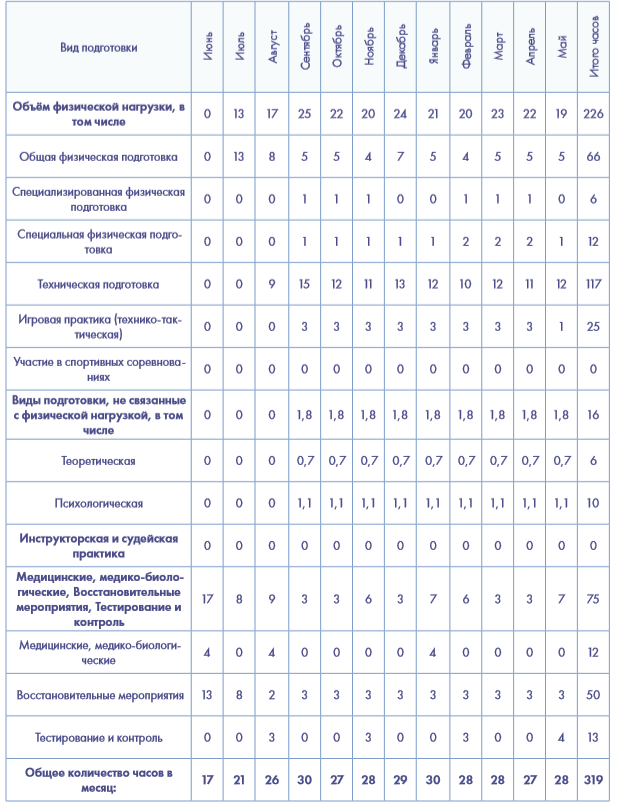 Вид подготовки Июнь Июль Август Сентябрь Октябрь Ноябрь Декабрь Январь Февраль Март Апрель Май Итого часов
Объём физической нагрузки, в
том числе 0 13 17 25 22 20 24 21 20 23 22 19 226
Общая физическая подготовка 0 13 8 5 5 4 7 5 4 5 5 5 66
Специализированная физическая
подготовка 0 0 0 1 1 1 0 0 1 1 1 0 6
Специальная физическая подго-
товка 0 0 0 1 1 1 1 1 2 2 2 1 12
Техническая подготовка 0 0 9 15 12 11 13 12 10 12 11 12 117
Игровая практика (технико-так-
тическая) 0 0 0 3 3 3 3 3 3 3 3 1 25
Участие в спортивных соревнова-
ниях 0 0 0 0 0 0 0 0 0 0 0 0 0
Виды подготовки, не связанные
с физической нагрузкой, в том
числе 0 0 0 1,8 1,8 1,8 1,8 1,8 1,8 1,8 1,8 1,8 16
Теоретическая 0 0 0 0,7 0,7 0,7 0,7 0,7 0,7 0,7 0,7 0,7 6
Психологическая 0 0 0 1,1 1,1 1,1 1,1 1,1 1,1 1,1 1,1 1,1 10
Инструкторская и судейская
практика 0 0 0 0 0 0 0 0 0 0 0 0 0
Медицинские, медико-биоло-
гические, Восстановительные
мероприятия, Тестирование и
контроль 17 8 9 3 3 6 3 7 6 3 3 7 75
Медицинские, медико-биологи-
ческие 4 0 4 0 0 0 0 4 0 0 0 0 12
Восстановительные мероприятия 13 8 2 3 3 3 3 3 3 3 3 3 50
Тестирование и контроль 0 0 3 0 0 3 0 0 3 0 0 4 13
Общее количество часов в
месяц: 17 21 26 30 27 28 29 30 28 28 27 28 319